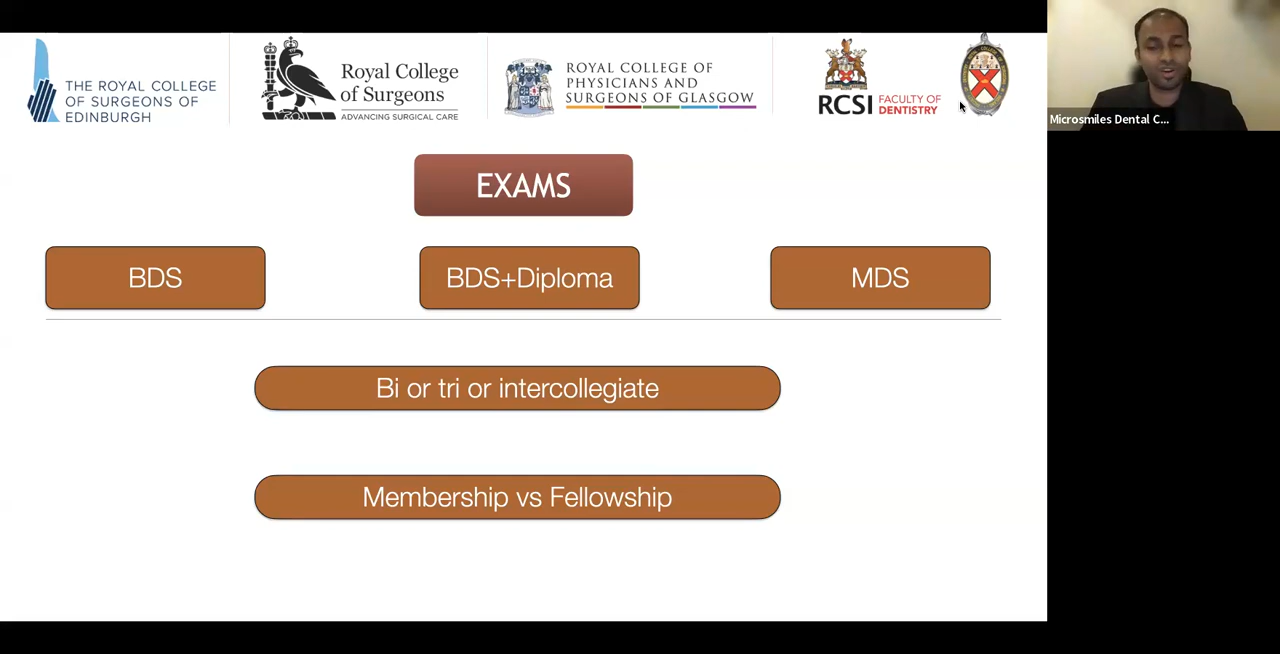 THE ROYAL COLLEGE
OF SURGEONS OF
EDINBURGH
Royal College
of Surgeons
ADVANCING SURGICAL CARE
ROYAL COLLEGE OF
PHYSICIANS AND
SURGEONS OF GLASGOW
RCSI FACULTY OF
DENTISTRY
Microsmiles Dental C...
EXAMS
BDS
BDS+Diploma
MDS
Bi or tri or intercollegiate
Membership vs Fellowship